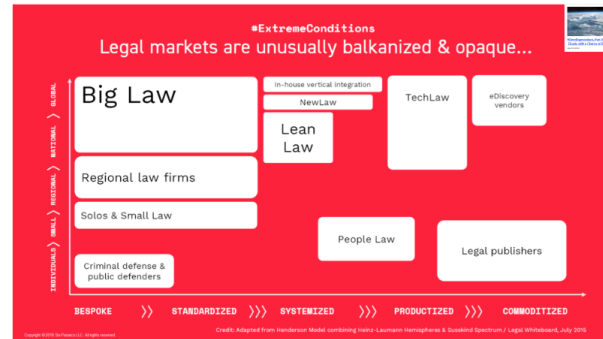 #ExtremeConditions
Legal markets are unusually balkanized & opaque...
GLOBAL
NATIONAL
REGIONAL
SMALL
INDIVIDUALS
Big Law
In-house vertical integration
NewLaw
Lean
Law
TechLaw
eDiscovery
vendors
Regional law firms
Solos & Small Law
People Law
Legal publishers
Criminal defense &
public defenders
BESPOKE >> STANDARDIZED >>> SYSTEMIZED >>> PRODUCTIZED >>> COMMODITIZED
Credit: Adapted from Henderson Model combining Heinz-Laumann Hemispheres & Susskind Spectrum / Legal Whiteboard, July 2015